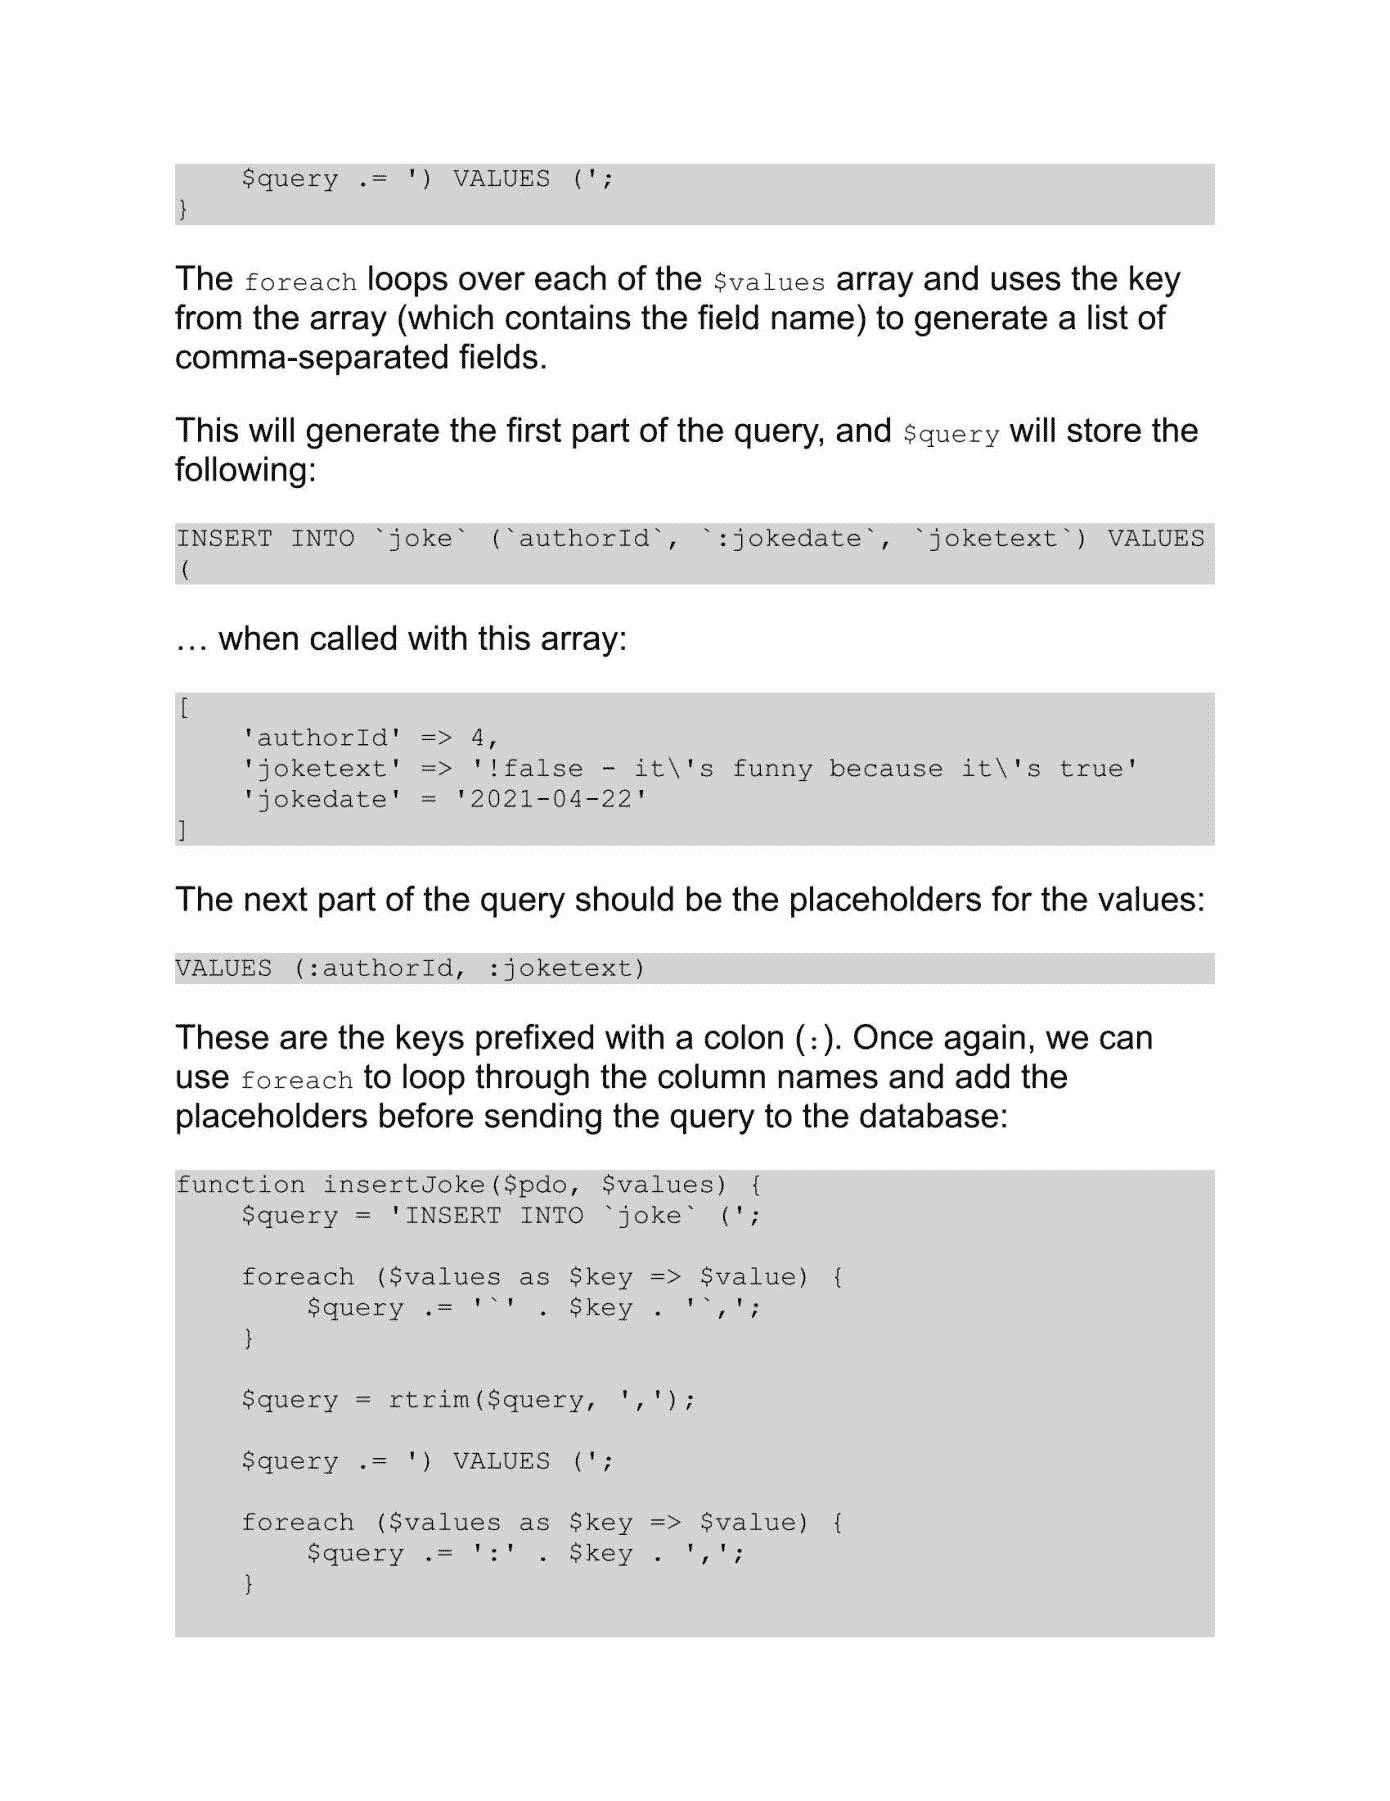 $query .= ') VALUES (';
}
The foreach loops over each of the $values array and uses the key
from the array (which contains the field name) to generate a list of
comma-separated fields.
This will generate the first part of the query, and $query will store the
following:
INSERT INTO `joke` (`authorId`, `:jokedate`, `joketext`) VALUES
(
… when called with this array:
[
    'authorId' => 4,
    'joketext' => '!false - it\'s funny because it\'s true'
    'jokedate' = '2021-04-22'
]
The next part of the query should be the placeholders for the values:
VALUES (:authorId, :joketext)
These are the keys prefixed with a colon (:). Once again, we can
use foreach to loop through the column names and add the
placeholders before sending the query to the database:
function insertJoke($pdo, $values) {
    $query = 'INSERT INTO `joke` (';
    foreach ($values as $key => $value) {
        $query .= '`' . $key . '`,';
    }
    $query = rtrim($query, ',');
    $query .= ') VALUES (';
    foreach ($values as $key => $value) {
        $query .= ':' . $key . ',';
    }